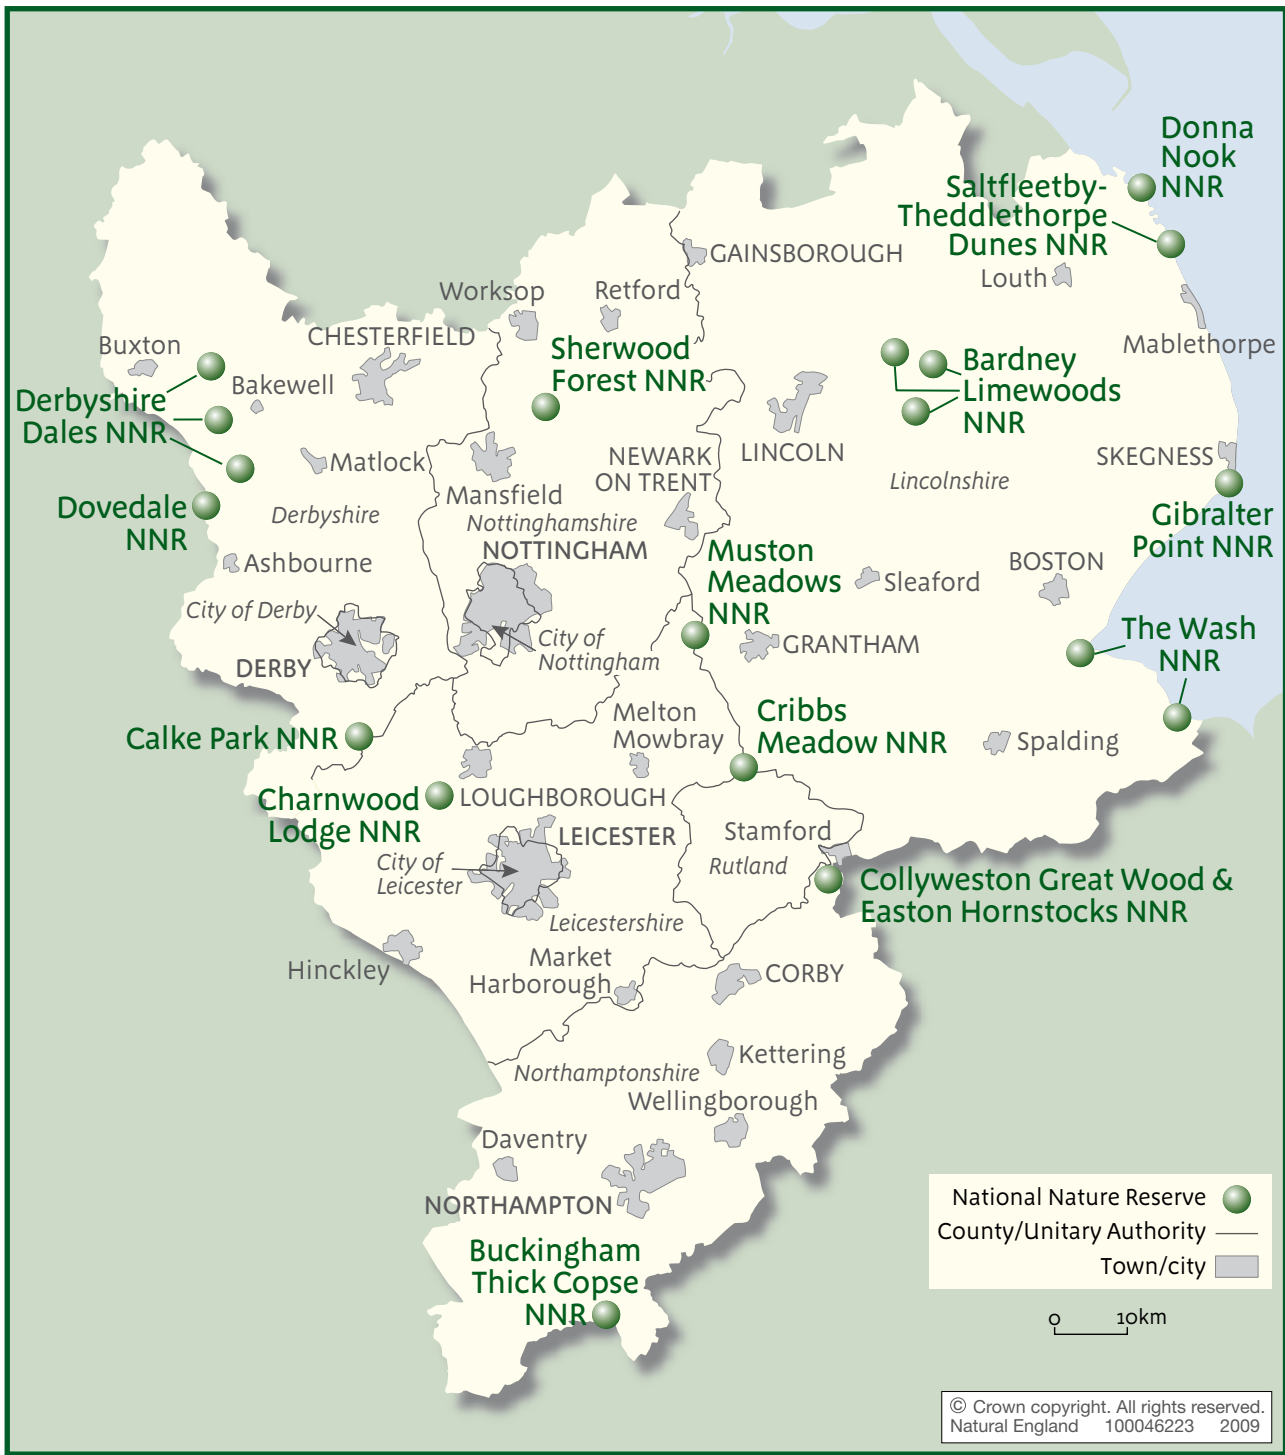 Donna
Nook
NNR
Saltfleetby-
Theddlethorpe
Dunes NNR
GAINSBOROUGH
Louth
Worksop
Retford
Mablethorpe
Buxton
CHESTERFIELD
Sherwood
Forest NNR
Bardney
Limewoods
NNR
Bakewell
Derbyshire
Dales NNR
LINCOLN
SKEGNESS
Matlock
NEWARK
ON TRENT
Lincolnshire
Mansfield
Dovedale
NNR
Derbyshire
Nottinghamshire
NOTTINGHAM
Gibralter
Point NNR
Muston
Meadows
NNR
Ashbourne
Sleaford
BOSTON
City of Derby
City of
Nottingham
GRANTHAM
The Wash
NNR
DERBY
Melton
Mowbray
Cribbs
Meadow NNR
Calke Park NNR
Spalding
Charnwood
Lodge NNR
LOUGHBOROUGH
LEICESTER
Stamford
City of
Leicester
Rutland
Collyweston Great Wood &
Easton Hornstocks NNR
Leicestershire
Hinckley
Market
Harborough
CORBY
Kettering
Northamptonshire
Wellingborough
Daventry
NORTHAMPTON
Buckingham
Thick Copse
NNR
National Nature Reserve
County/Unitary Authority
Town/city
0 10km
© Crown copyright. All rights reserved.
Natural England 100046223 2009